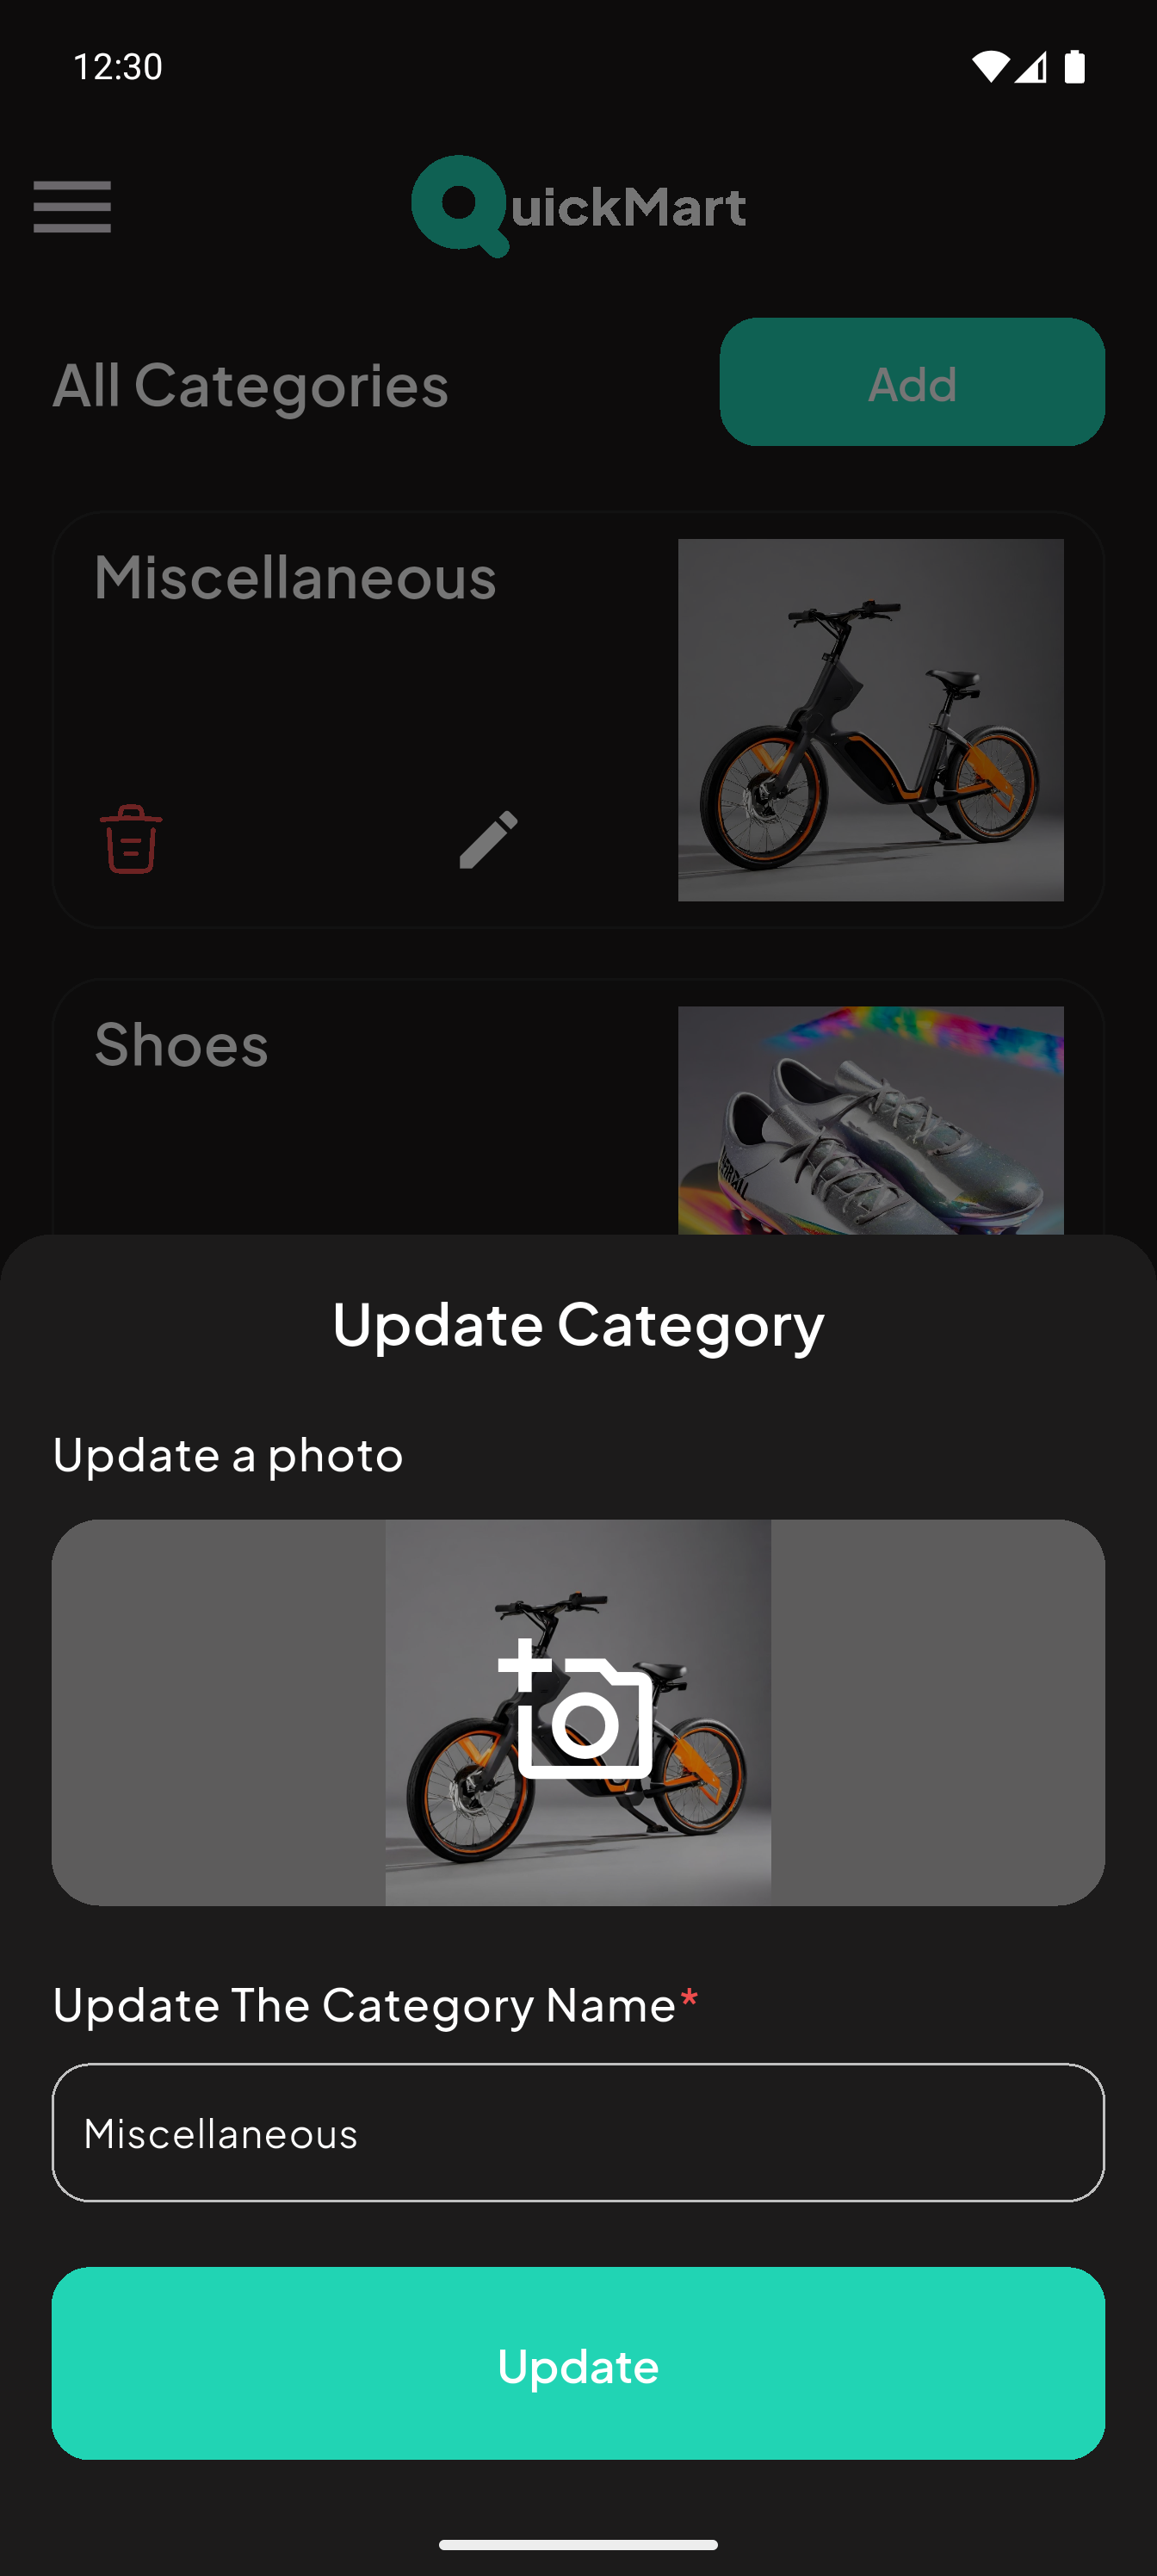 12:30
QuickMart
All Categories
Add
Miscellaneous
Shoes
Update Category
Update a photo
Update The Category Name*
Miscellaneous
Update